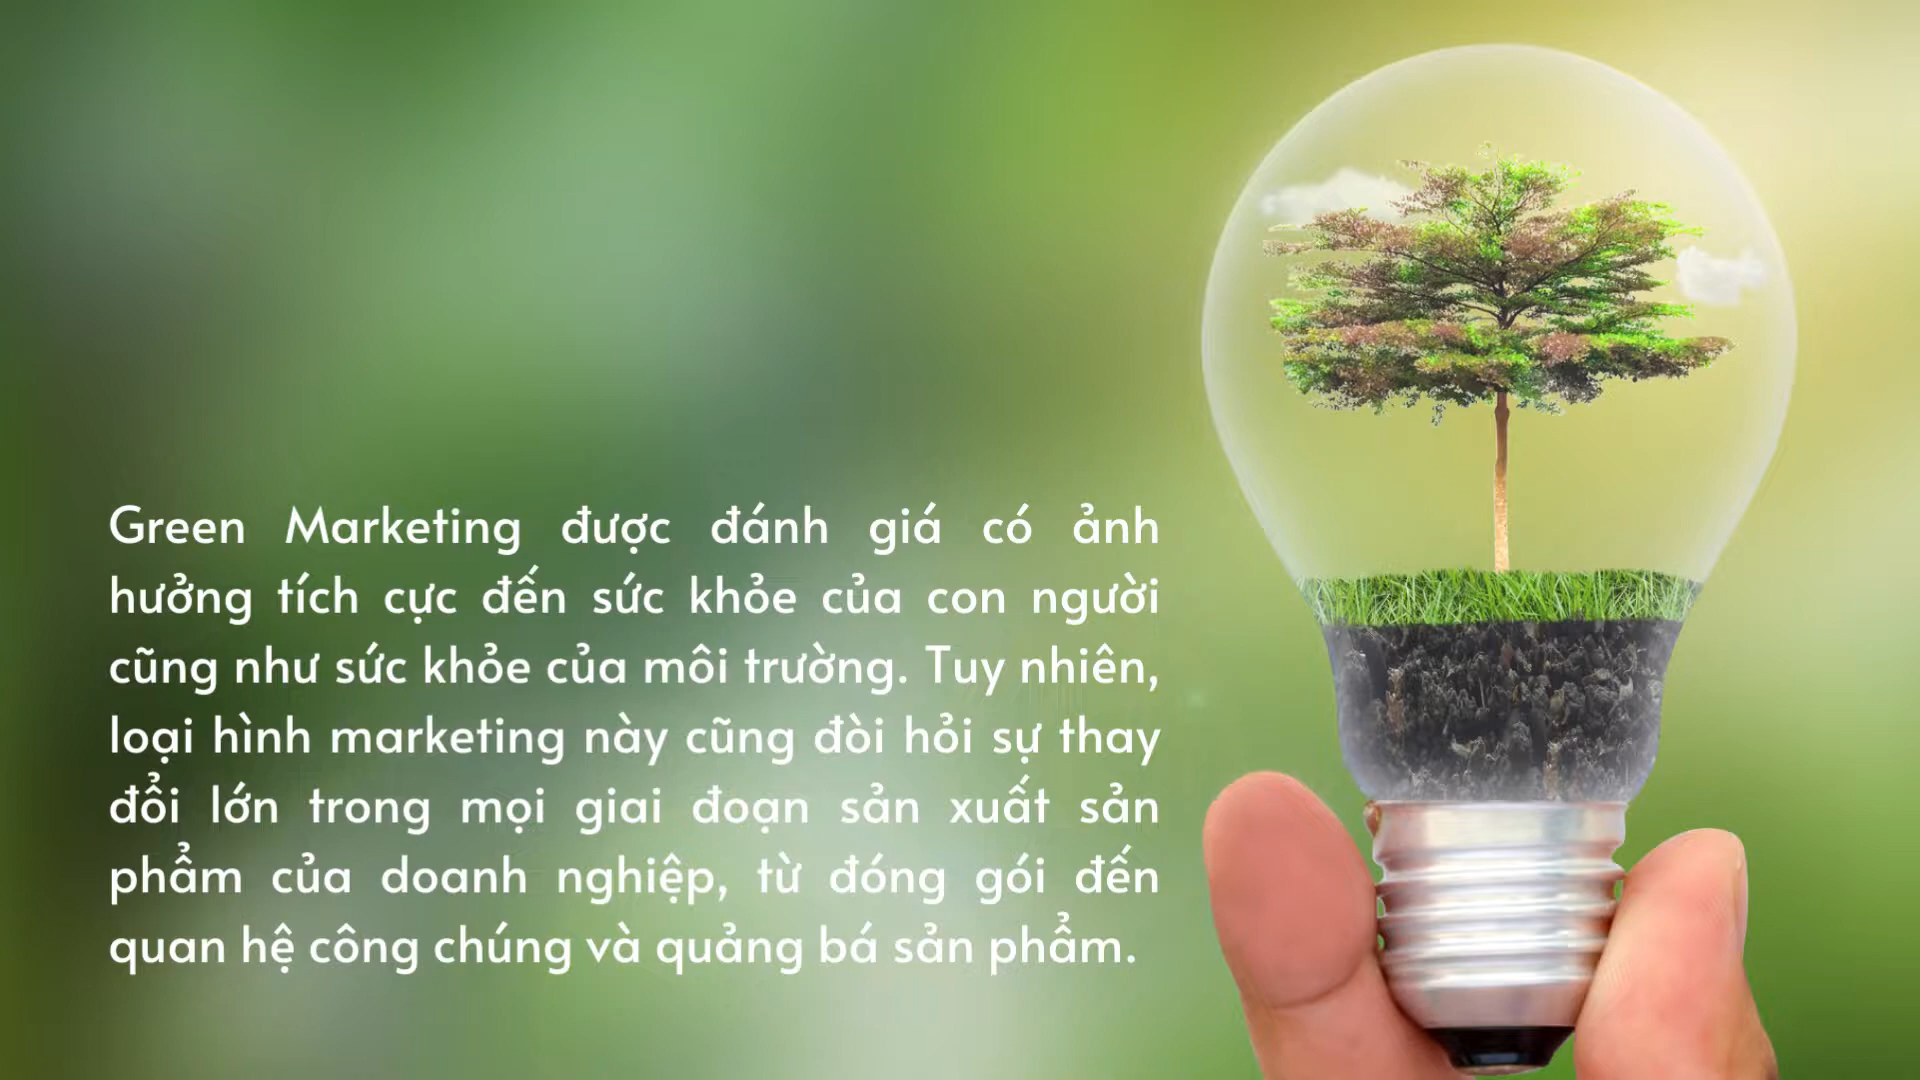 Green Marketing được đánh giá có ảnh
hưởng tích cực đến sức khỏe của con người
cũng như sức khỏe của môi trường. Tuy nhiên,
loại hình marketing này cũng đòi hỏi sự thay
đổi lớn trong mọi giai đoạn sản xuất sản
phẩm của doanh nghiệp, từ đóng gói đến
quan hệ công chúng và quảng bá sản phẩm.